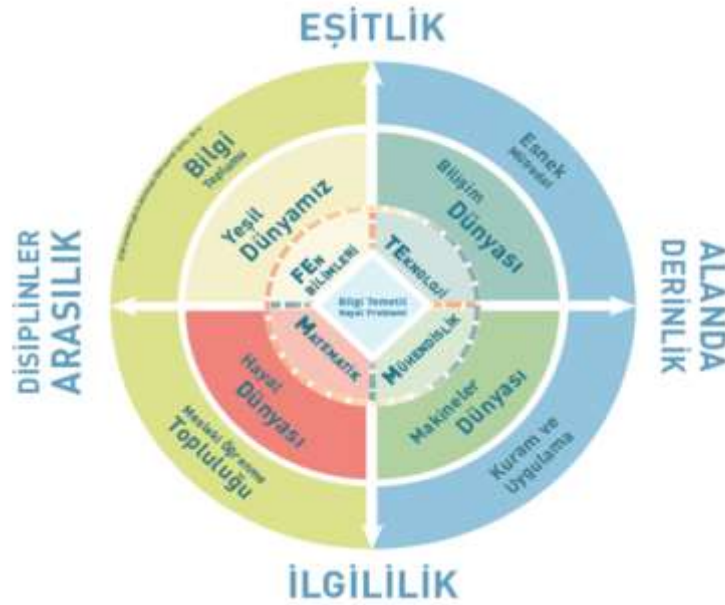 EŞİTLİK
Bilgi
Toplumu
Esnek
Müfredat
Yeşil
Dünyamız
Bilişim
Dünyası
FEN
BİLİMLERİ
TEKNOLOJİ
DİSİPLİNLER
ARASILIK
Bilgi Temelli
Hayat Problemi
ALANDA
DERİNLİK
MATEMATİK
MÜHENDİSLİK
Hayal
Dünyası
Makineler
Dünyası
Mesleki Öğrenme
Topluluğu
Kuram ve
Uygulama
İLGİLİLİK